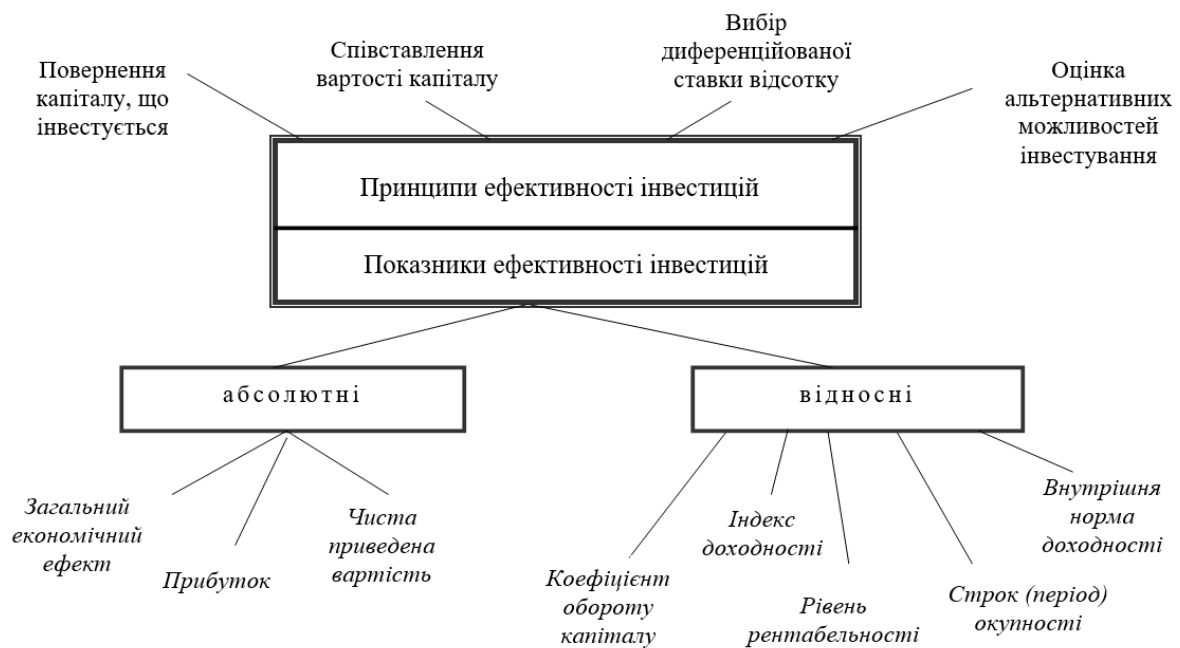 Повернення
капіталу, що
інвестується
Співставлення
вартості капіталу
Вибір
диференційованої
ставки відсотку
Оцінка
альтернативних
можливостей
інвестування
Принципи ефективності інвестицій
Показники ефективності інвестицій
абсолютні
відносні
Загальний
економічний
ефект
Прибуток
Чиста
приведена
вартість
Коефіцієнт
обороту
капіталу
Індекс
доходності
Рівень
рентабельності
Строк (період)
окупності
Внутрішня
норма
доходності